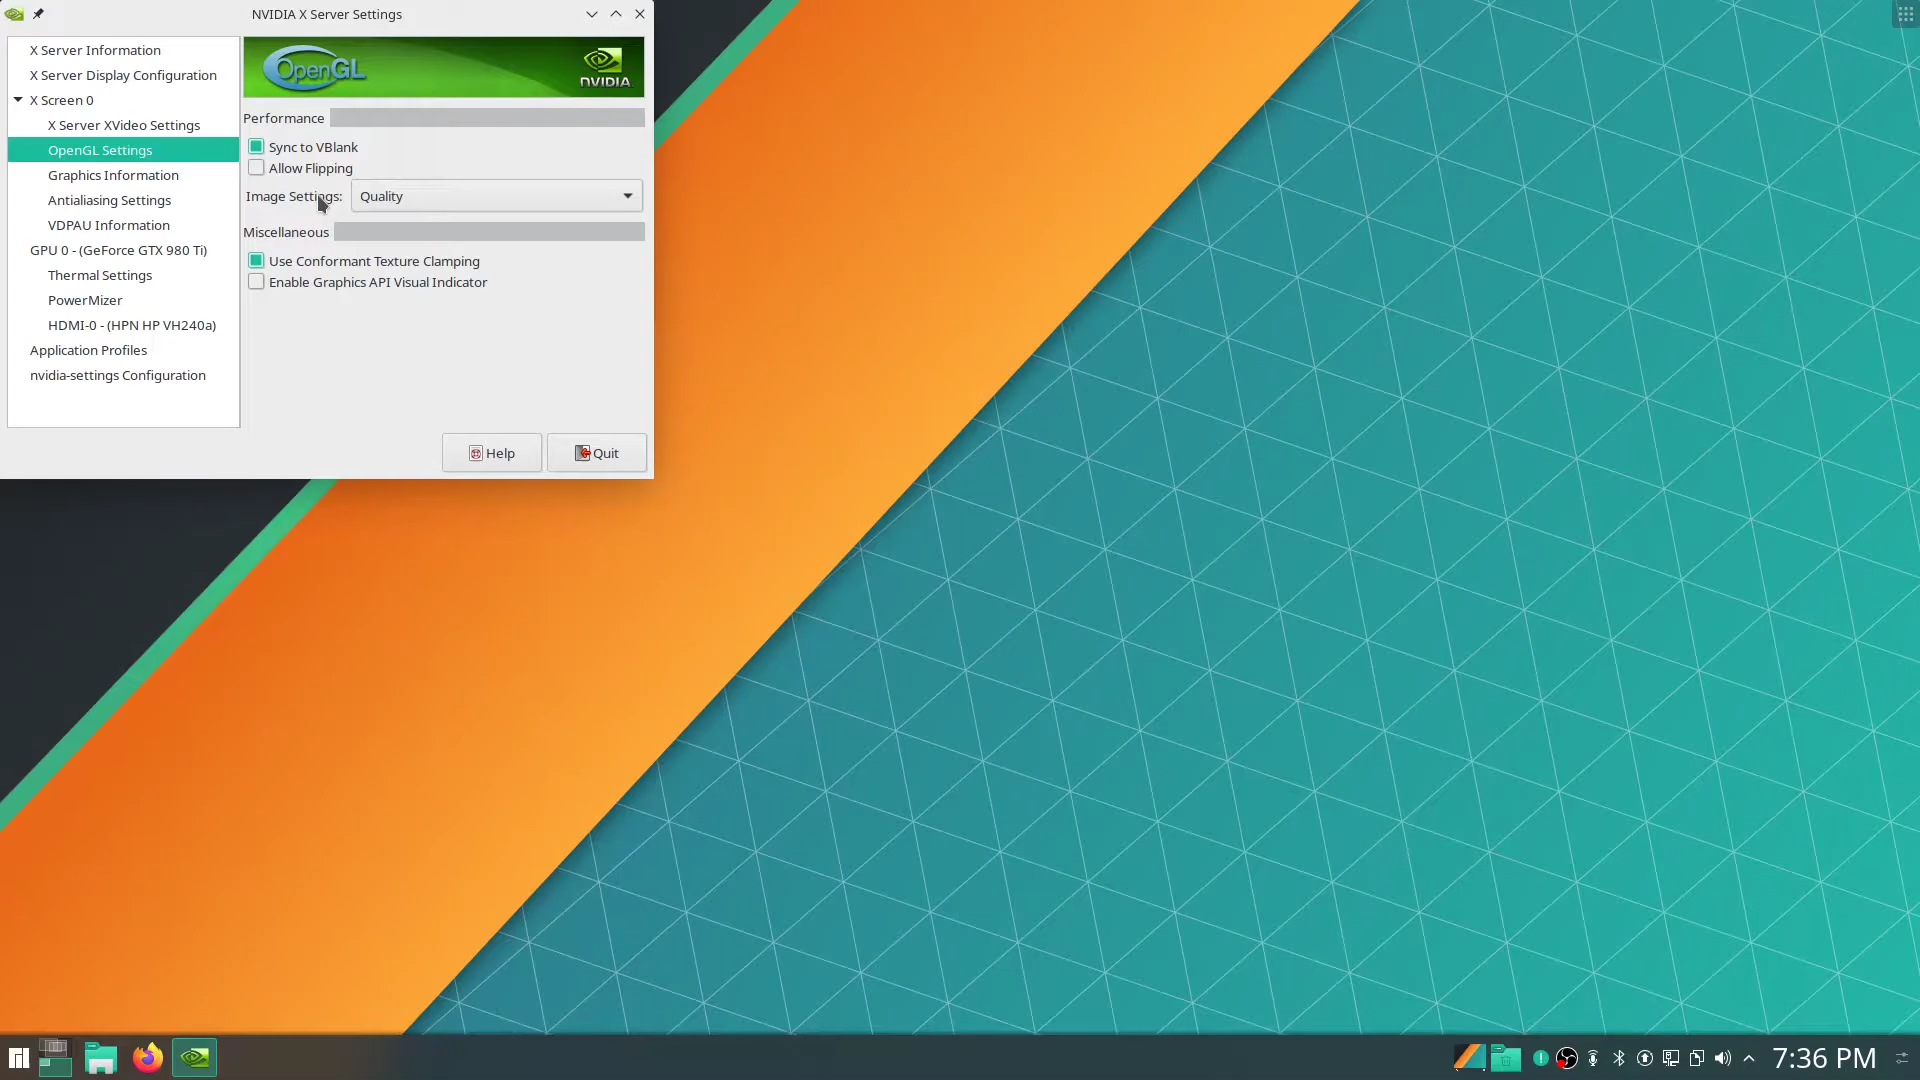 NVIDIA X Server Settings
X Server Information
X Server Display Configuration
X Screen 0
X Server XVideo Settings
OpenGL Settings
Graphics Information
Antialiasing Settings
VDPAU Information
GPU 0 - (GeForce GTX 980 Ti)
Thermal Settings
PowerMizer
HDMI-0 - (HPN HP VH240a)
Application Profiles
nvidia-settings Configuration
OpenGL
NVIDIA.
Performance
Sync to VBlank
Allow Flipping
Image Settings:
Quality
Miscellaneous
Use Conformant Texture Clamping
Enable Graphics API Visual Indicator
Help
Quit
7:36 PM